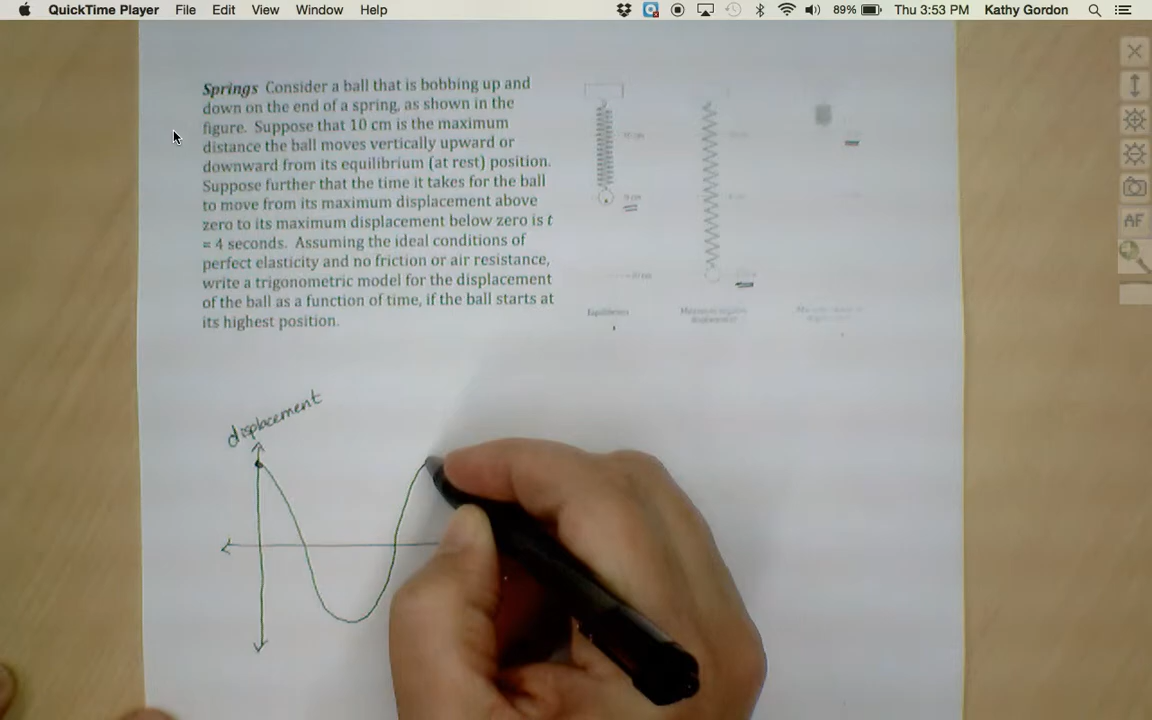 QuickTime Player File Edit View Window Help 89% Thu 3:53 PM Kathy Gordon
Springs Consider a ball that is bobbing up and
down on the end of a spring, as shown in the
figure. Suppose that 10 cm is the maximum
distance the ball moves vertically upward or
downward from its equilibrium (at rest) position.
Suppose further that the time it takes for the ball
to move from its maximum displacement above
zero to its maximum displacement below zero is t
= 4 seconds. Assuming the ideal conditions of
perfect elasticity and no friction or air resistance,
write a trigonometric model for the displacement
of the ball as a function of time, if the ball starts at
its highest position.
Equilibrium
displacement
AF